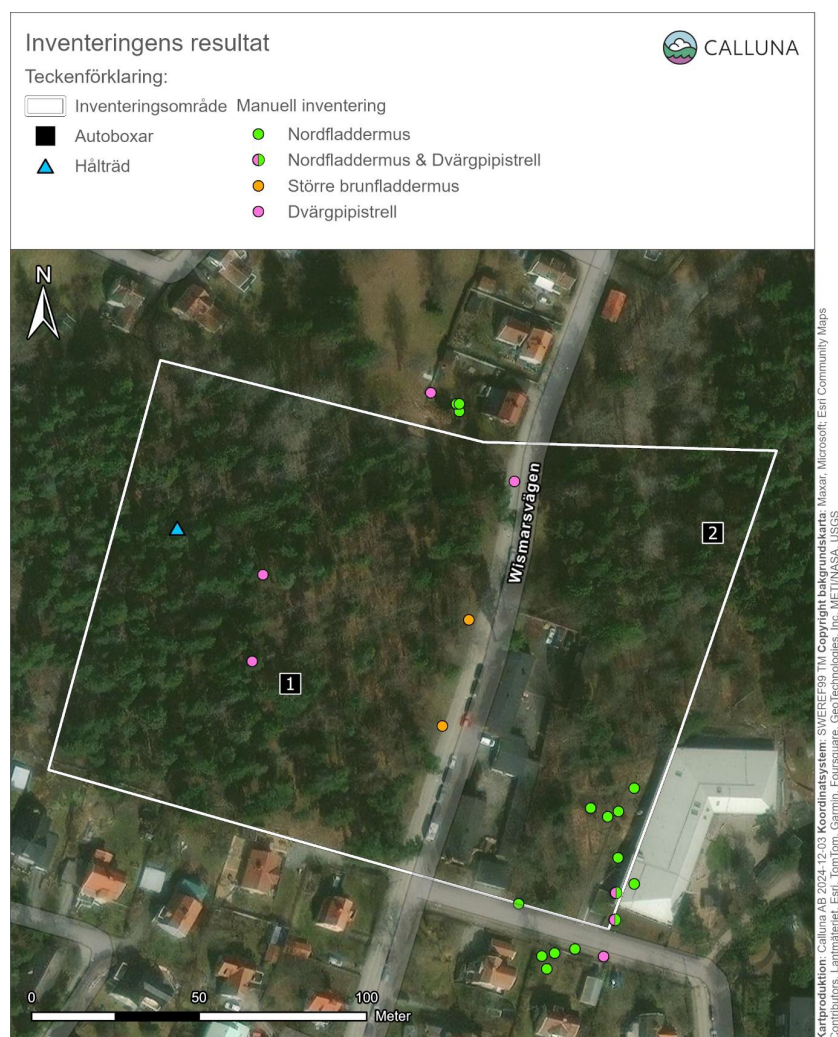 Inventeringens resultat
CALLUNA
Teckenförklaring:
Inventeringsområde
Manuell inventering
Autoboxar
Nordfladdermus
Hålträd
Nordfladdermus & Dvärgpipistrell
Större brunfladdermus
Dvärgpipistrell
N
Wismarsvägen
2
1
0 50 100
Meter
Kartproduktion: Calluna AB 2024-12-03 Koordinatsystem: SWEREF99 TM Copyright bakgrundskarta: Maxar, Microsoft; Esri Community Maps
Contributors, Lantmäteriet, Esri, TomTom, Garmin, Foursquare, GeoTechnologies, Inc, METI/NASA, USGS